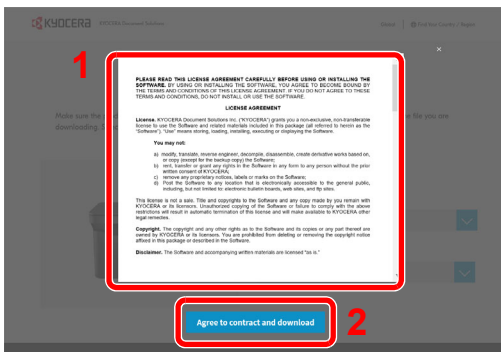 KYOCERA KYOCERA Document Solutions
1
×
PLEASE READ THIS LICENSE AGREEMENT CAREFULLY BEFORE USING OR INSTALLING THE
SOFTWARE. BY USING OR INSTALLING THE SOFTWARE, YOU AGREE TO BECOME BOUND BY
THE TERMS AND CONDITIONS OF THIS LICENSE AGREEMENT. IF YOU DO NOT AGREE TO THESE
TERMS AND CONDITIONS, DO NOT INSTALL OR USE THE SOFTWARE.
LICENSE AGREEMENT
License. KYOCERA Document Solutions Inc. ("KYOCERA") grants you a non-exclusive, non-transferable
license to use the Software and related materials included in this package (all referred to herein as the
"Software"). "Use" means storing, loading, installing, executing or displaying the Software.
You may not:
a) modify, translate, reverse engineer, decompile, disassemble, create derivative works based on,
or copy (except for the backup copy) the Software;
b) rent, transfer or grant any rights in the Software in any form to any person without the prior
written consent of KYOCERA;
c) remove any proprietary notices, labels or marks on the Software;
d) Post the Software to any location that is electronically accessible to the general public,
including, but not limited to: electronic bulletin boards, web sites, and ftp sites.
This license is not a sale. Title and copyrights to the Software and any copy made by you remain with
KYOCERA or its licensors. Unauthorized copying of the Software or failure to comply with the above
restrictions will result in automatic termination of this license and will make available to KYOCERA other
legal remedies.
Copyright. The copyright and any other rights as to the Software and its copies or any part thereof are
owned by KYOCERA or its licensors. You are prohibited from deleting or removing the copyright notice
affixed in this package or described in the Software.
Disclaimer. The Software and accompanying written materials are licensed "as is."
Make sure the
e file you are
downloading.
Agree to contract and download
2